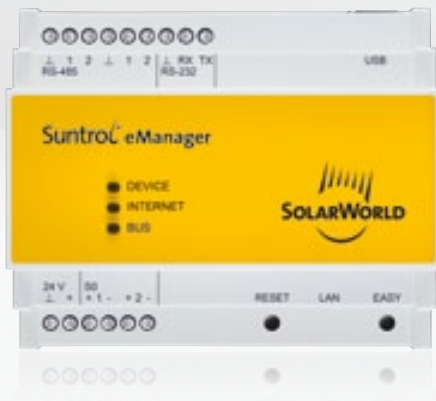 ⊥ 1 2 ⊥ 1 2 ⊥ RX TX USB
RS-485 RS-232
Suntrol eManager
DEVICE
INTERNET
BUS
SOLARWORLD
24 V S0
⊥ + + 1 - + 2 - RESET LAN EASY